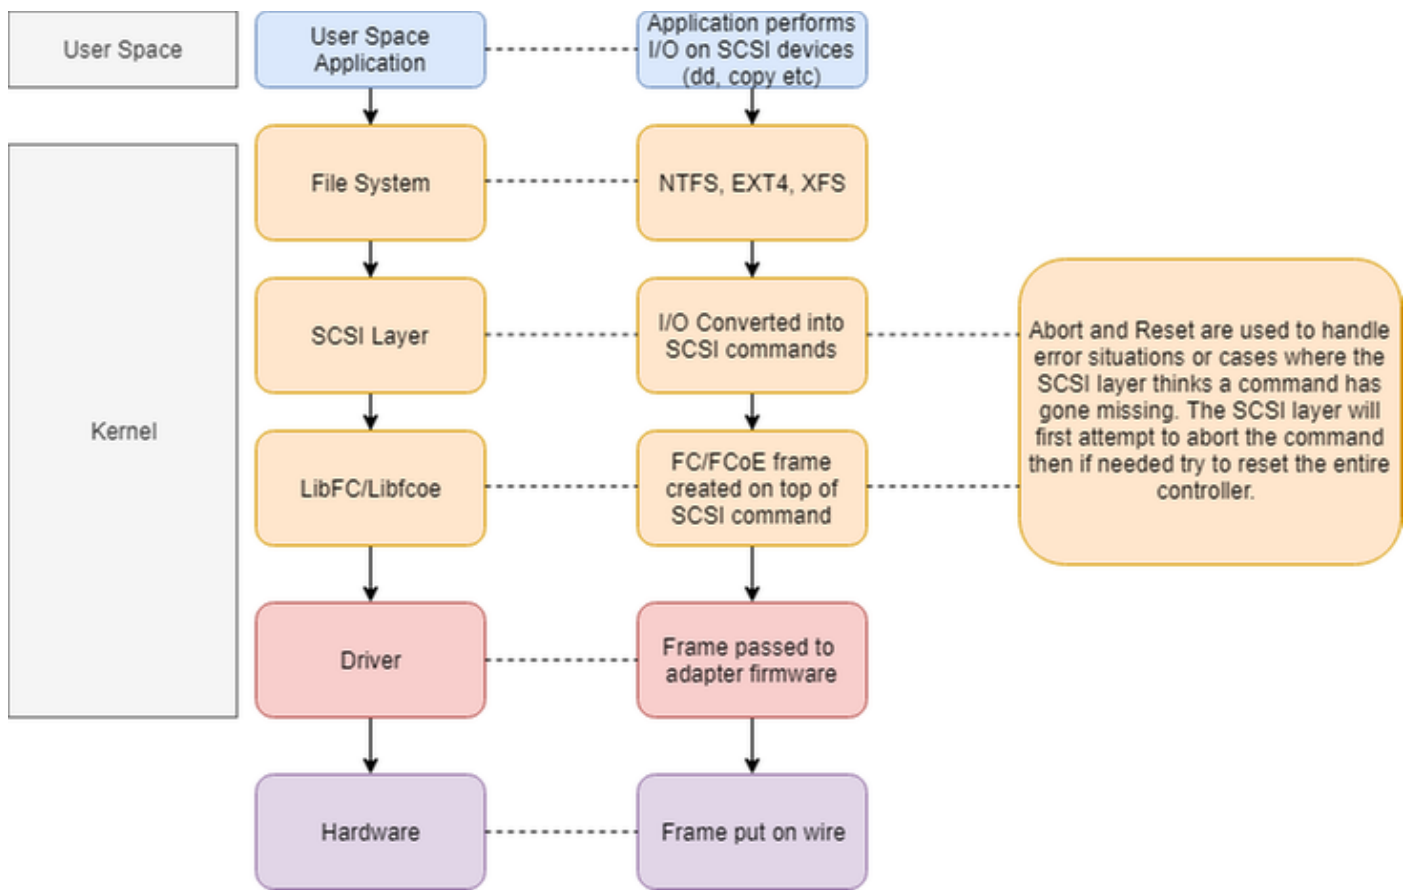 User Space
User Space
Application
Application performs
I/O on SCSI devices
(dd, copy etc)
Kernel
File System
NTFS, EXT4, XFS
SCSI Layer
I/O Converted into
SCSI commands
Abort and Reset are used to handle
error situations or cases where the
SCSI layer thinks a command has
gone missing. The SCSI layer will
first attempt to abort the command
then if needed try to reset the entire
controller.
LibFC/Libfcoe
FC/FCoE frame
created on top of
SCSI command
Driver
Frame passed to
adapter firmware
Hardware
Frame put on wire